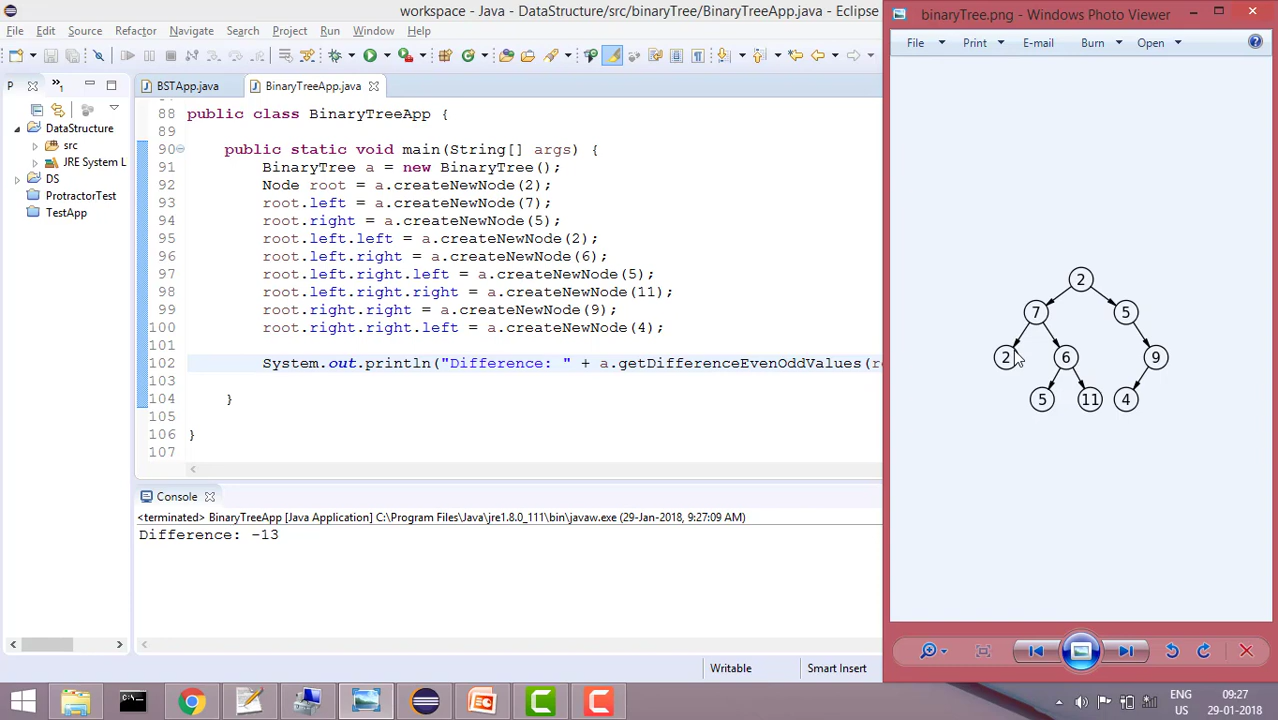 workspace - Java - DataStructure/src/binaryTree/BinaryTreeApp.java - Eclipse
File Edit Source Refactor Navigate Search Project Run Window Help
P
»1
BSTApp.java
BinaryTreeApp.java
DataStructure
src
JRE System L
DS
ProtractorTest
TestApp
88 public class BinaryTreeApp {
89
90 public static void main(String[] args) {
91 BinaryTree a = new BinaryTree();
92 Node root = a.createNewNode(2);
93 root.left = a.createNewNode(7);
94 root.right = a.createNewNode(5);
95 root.left.left = a.createNewNode(2);
96 root.left.right = a.createNewNode(6);
97 root.left.right.left = a.createNewNode(5);
98 root.left.right.right = a.createNewNode(11);
99 root.right.right = a.createNewNode(9);
100 root.right.right.left = a.createNewNode(4);
101
102 System.out.println("Difference: " + a.getDifferenceEvenOddValues(r
103
104 }
105
106 }
107
Console
<terminated> BinaryTreeApp [Java Application] C:\Program Files\Java\jre1.8.0_111\bin\javaw.exe (29-Jan-2018, 9:27:09 AM)
Difference: -13
Writable
Smart Insert
binaryTree.png - Windows Photo Viewer
File Print E-mail Burn Open
2
7 5
2 6 9
5 11 4
ENG
US
09:27
29-01-2018